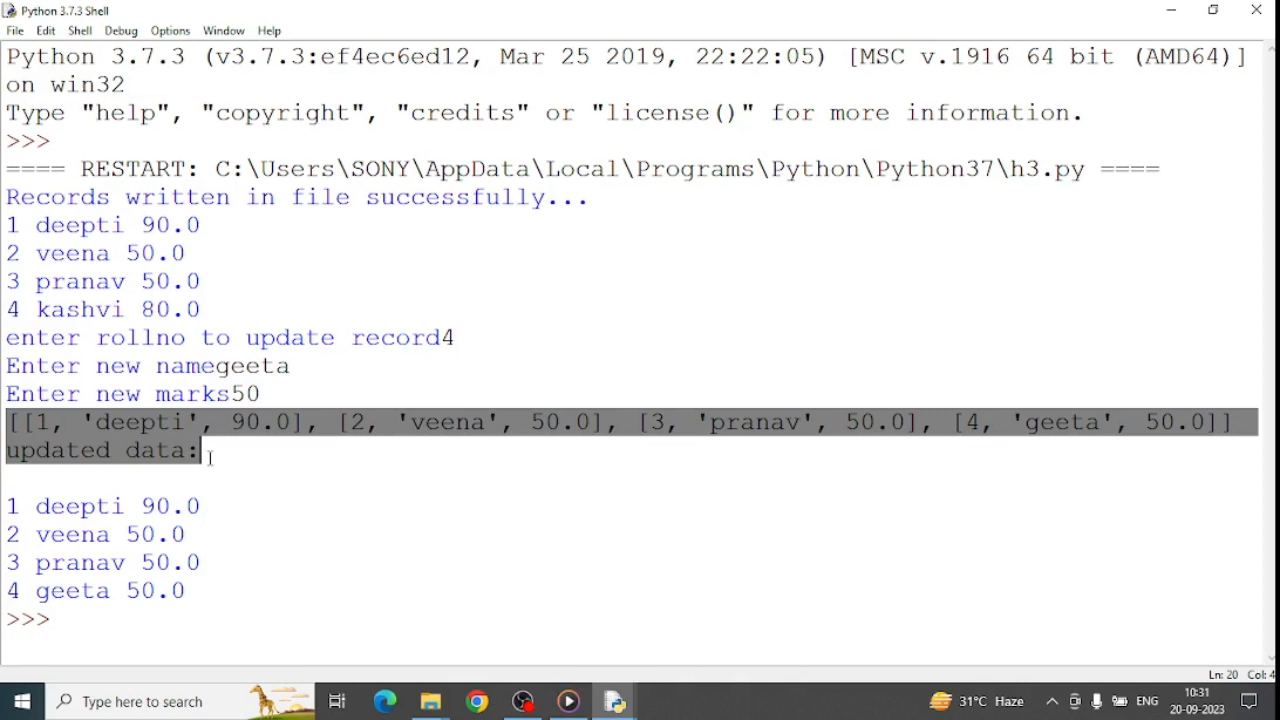 Python 3.7.3 Shell
File Edit Shell Debug Options Window Help
Python 3.7.3 (v3.7.3:ef4ec6ed12, Mar 25 2019, 22:22:05) [MSC v.1916 64 bit (AMD64)]
on win32
Type "help", "copyright", "credits" or "license()" for more information.
>>>
==== RESTART: C:\Users\SONY\AppData\Local\Programs\Python\Python37\h3.py ====
Records written in file successfully...
1 deepti 90.0
2 veena 50.0
3 pranav 50.0
4 kashvi 80.0
enter rollno to update record4
Enter new namegeeta
Enter new marks50
[[1, 'deepti', 90.0], [2, 'veena', 50.0], [3, 'pranav', 50.0], [4, 'geeta', 50.0]]
updated data:
1 deepti 90.0
2 veena 50.0
3 pranav 50.0
4 geeta 50.0
>>>
Ln: 20 Col: 4
Type here to search
31°C Haze
ENG
10:31
20-09-2023